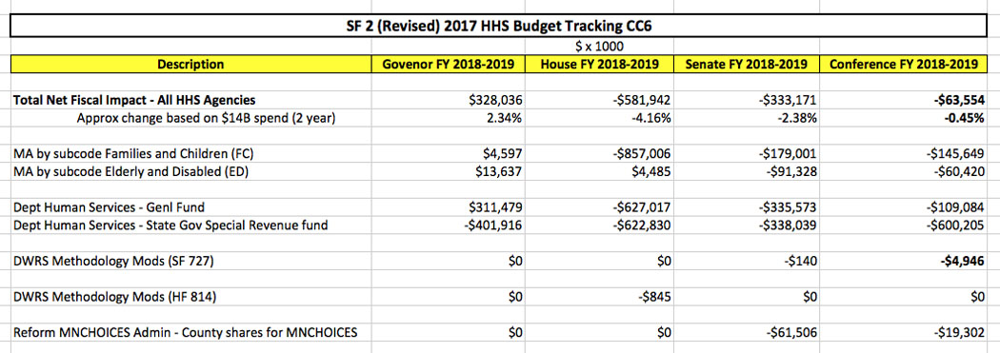 SF 2 (Revised) 2017 HHS Budget Tracking CC6
$ x 1000
Description Govenor FY 2018-2019 House FY 2018-2019 Senate FY 2018-2019 Conference FY 2018-2019
Total Net Fiscal Impact - All HHS Agencies $328,036 -$581,942 -$333,171 -$63,554
Approx change based on $14B spend (2 year) 2.34% -4.16% -2.38% -0.45%
MA by subcode Families and Children (FC) $4,597 -$857,006 -$179,001 -$145,649
MA by subcode Elderly and Disabled (ED) $13,637 $4,485 -$91,328 -$60,420
Dept Human Services - Genl Fund $311,479 -$627,017 -$335,573 -$109,084
Dept Human Services - State Gov Special Revenue fund -$401,916 -$622,830 -$338,039 -$600,205
DWRS Methodology Mods (SF 727) $0 $0 -$140 -$4,946
DWRS Methodology Mods (HF 814) $0 -$845 $0 $0
Reform MNCHOICES Admin - County shares for MNCHOICES $0 $0 -$61,506 -$19,302